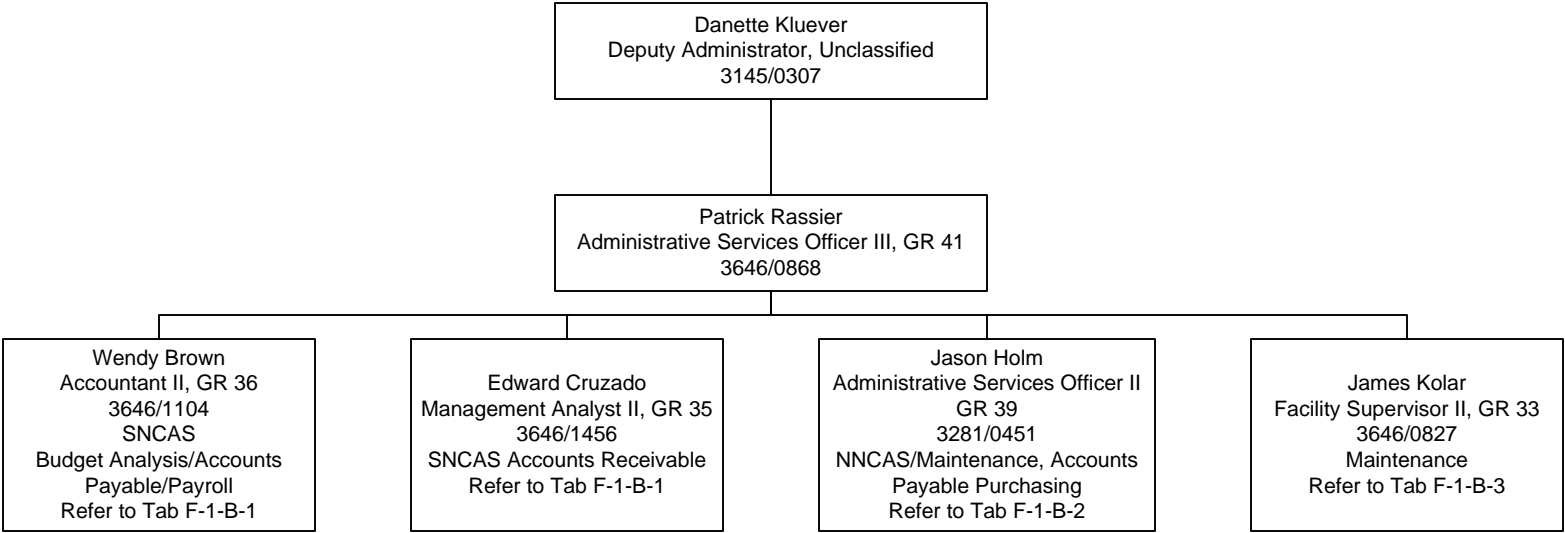 Danette Kluever
Deputy Administrator, Unclassified
3145/0307
Patrick Rassier
Administrative Services Officer III, GR 41
3646/0868
Wendy Brown
Accountant II, GR 36
3646/1104
SNCAS
Budget Analysis/Accounts
Payable/Payroll
Refer to Tab F-1-B-1
Edward Cruzado
Management Analyst II, GR 35
3646/1456
SNCAS Accounts Receivable
Refer to Tab F-1-B-1
Jason Holm
Administrative Services Officer II
GR 39
3281/0451
NNCAS/Maintenance, Accounts
Payable Purchasing
Refer to Tab F-1-B-2
James Kolar
Facility Supervisor II, GR 33
3646/0827
Maintenance
Refer to Tab F-1-B-3